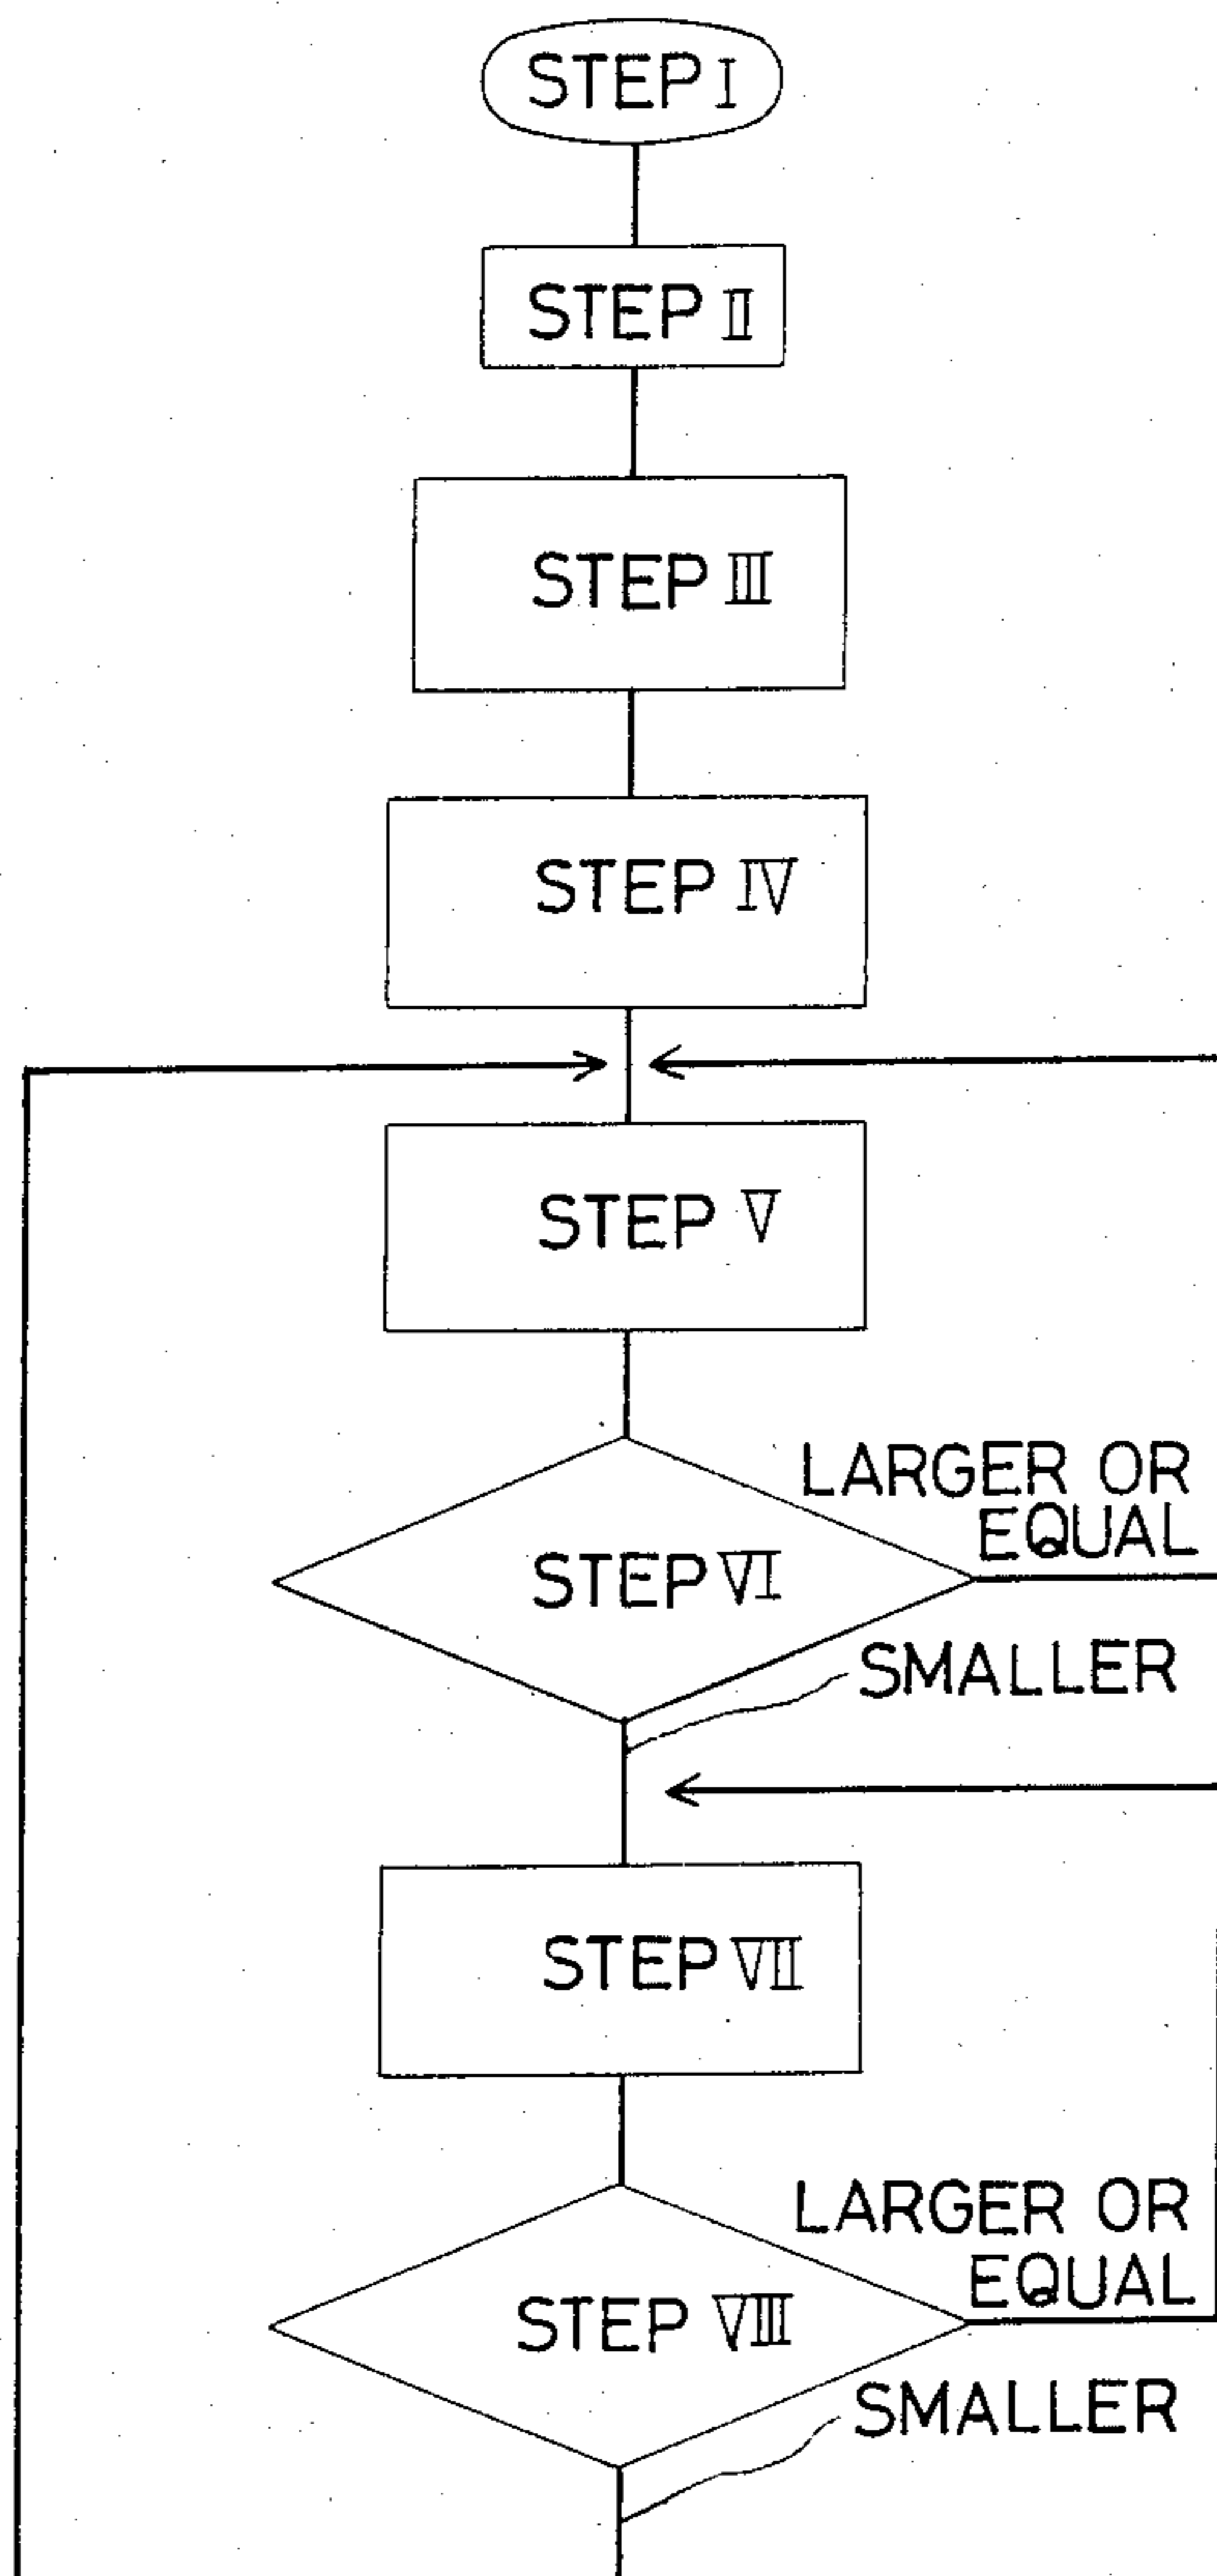 STEP I
STEP II
STEP III
STEP IV
STEP V
LARGER OR
EQUAL
STEP VI
SMALLER
STEP VII
LARGER OR
EQUAL
STEP VIII
SMALLER